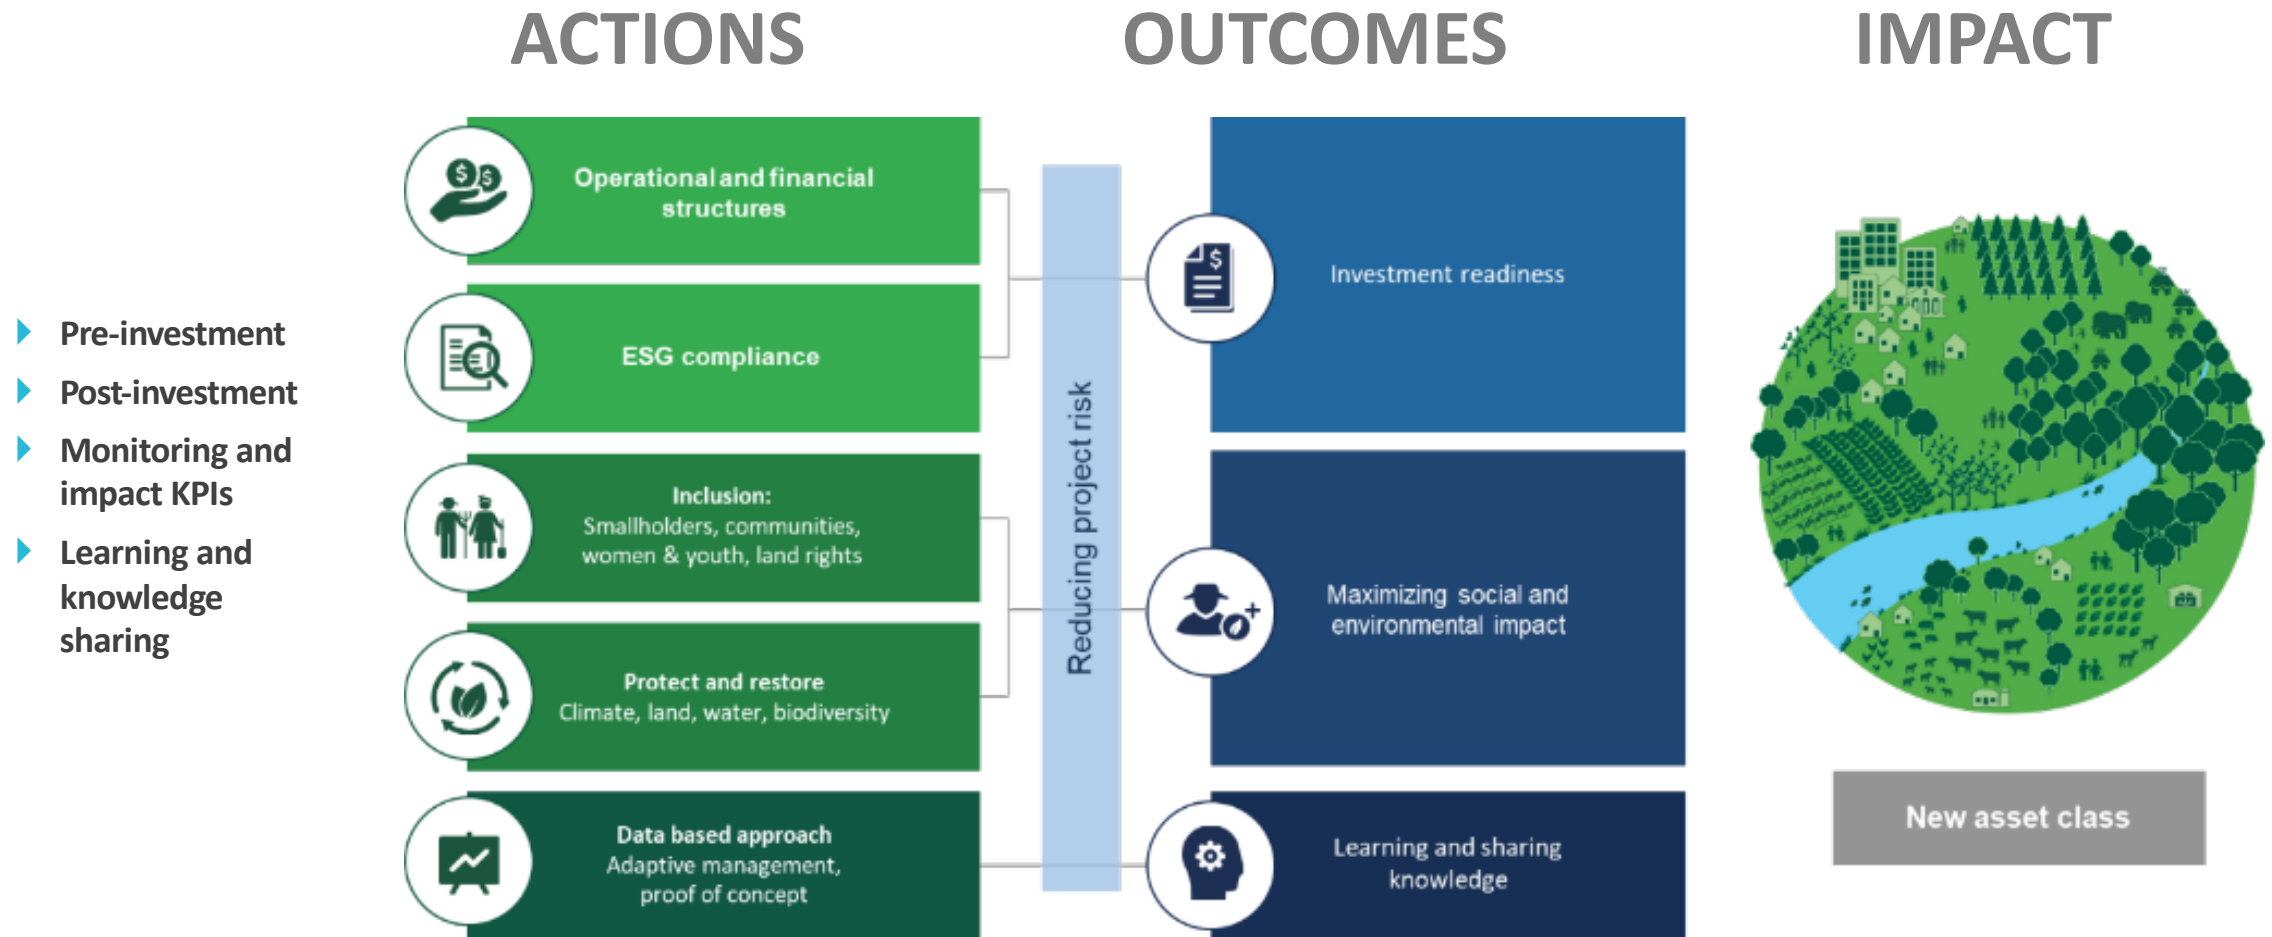 ACTIONS
OUTCOMES
IMPACT
Pre-investment
Post-investment
Monitoring and
impact KPIs
Learning and
knowledge
sharing
Operational and financial
structures
ESG compliance
Inclusion:
Smallholders, communities,
women & youth, land rights
Protect and restore
Climate, land, water, biodiversity
Data based approach
Adaptive management,
proof of concept
Reducing project risk
Investment readiness
Maximizing social and
environmental impact
Learning and sharing
knowledge
New asset class